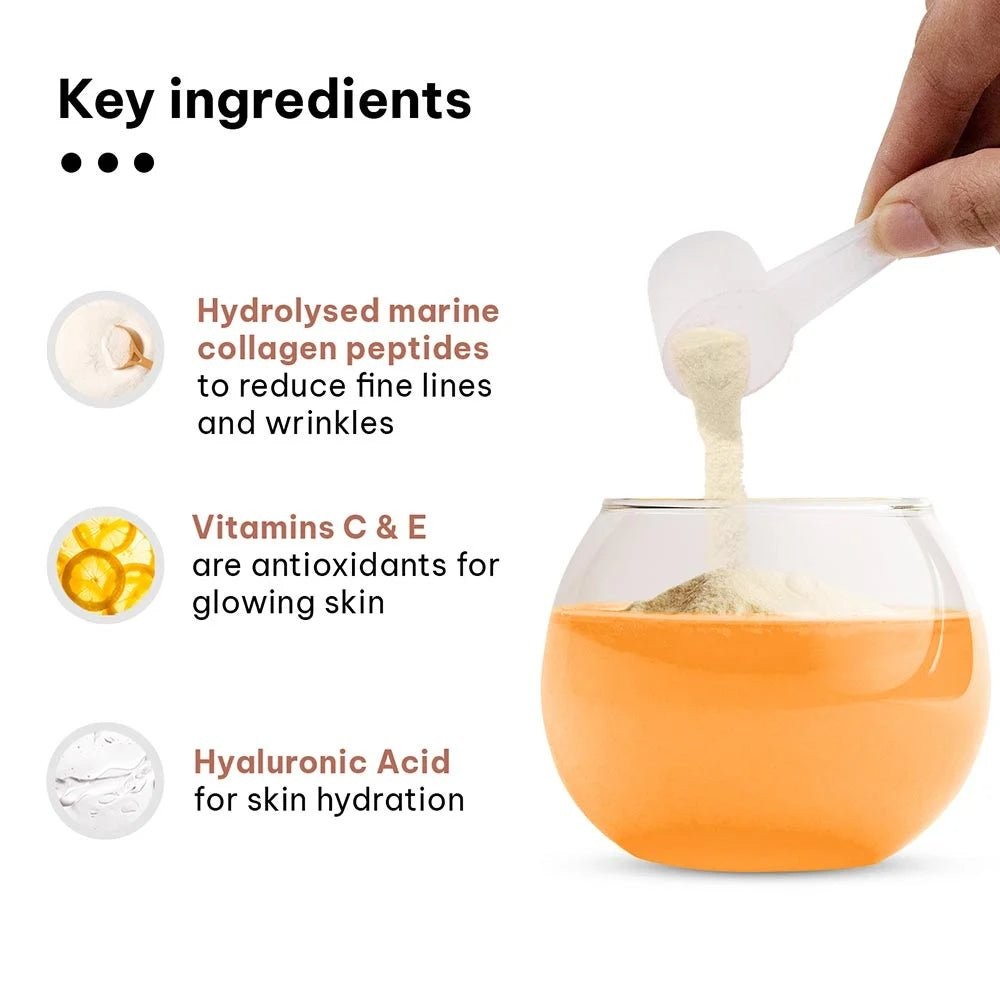 Key ingredients
Hydrolysed marine
collagen peptides
to reduce fine lines
and wrinkles
Vitamins C & E
are antioxidants for
glowing skin
Hyaluronic Acid
for skin hydration